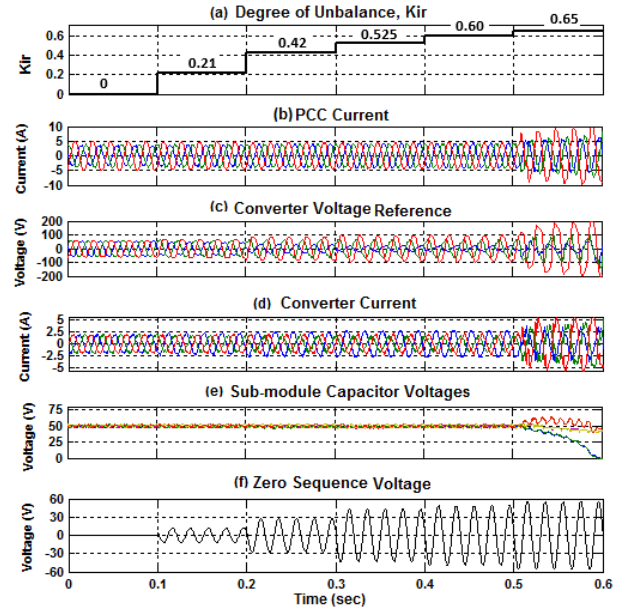 (a) Degree of Unbalance, Kir
Kir
0.6
0.4
0.2
0
0
0.21
0.42
0.525
0.60
0.65
(b) PCC Current
Current (A)
10
5
0
-5
-10
(c) Converter Voltage Reference
Voltage (V)
200
100
0
-100
-200
(d) Converter Current
Current (A)
5
2.5
0
-2.5
-5
(e) Sub-module Capacitor Voltages
Voltage (V)
75
50
25
0
(f) Zero Sequence Voltage
Voltage (V)
60
30
0
-30
-60
0 0.1 0.2 0.3 0.4 0.5 0.6
Time (sec)